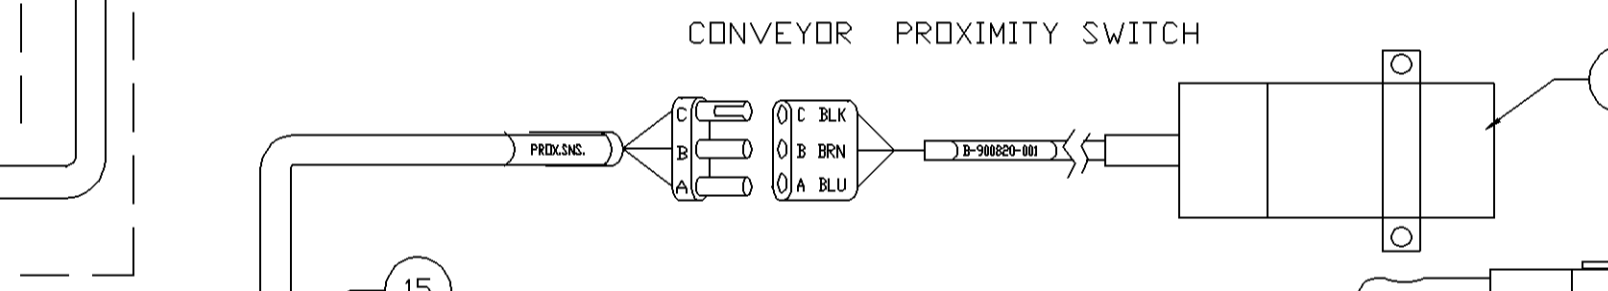 CONVEYOR PROXIMITY SWITCH
C
C BLK
PROX.SNS.
B
B BRN
B-900820-001
A
A BLU
15